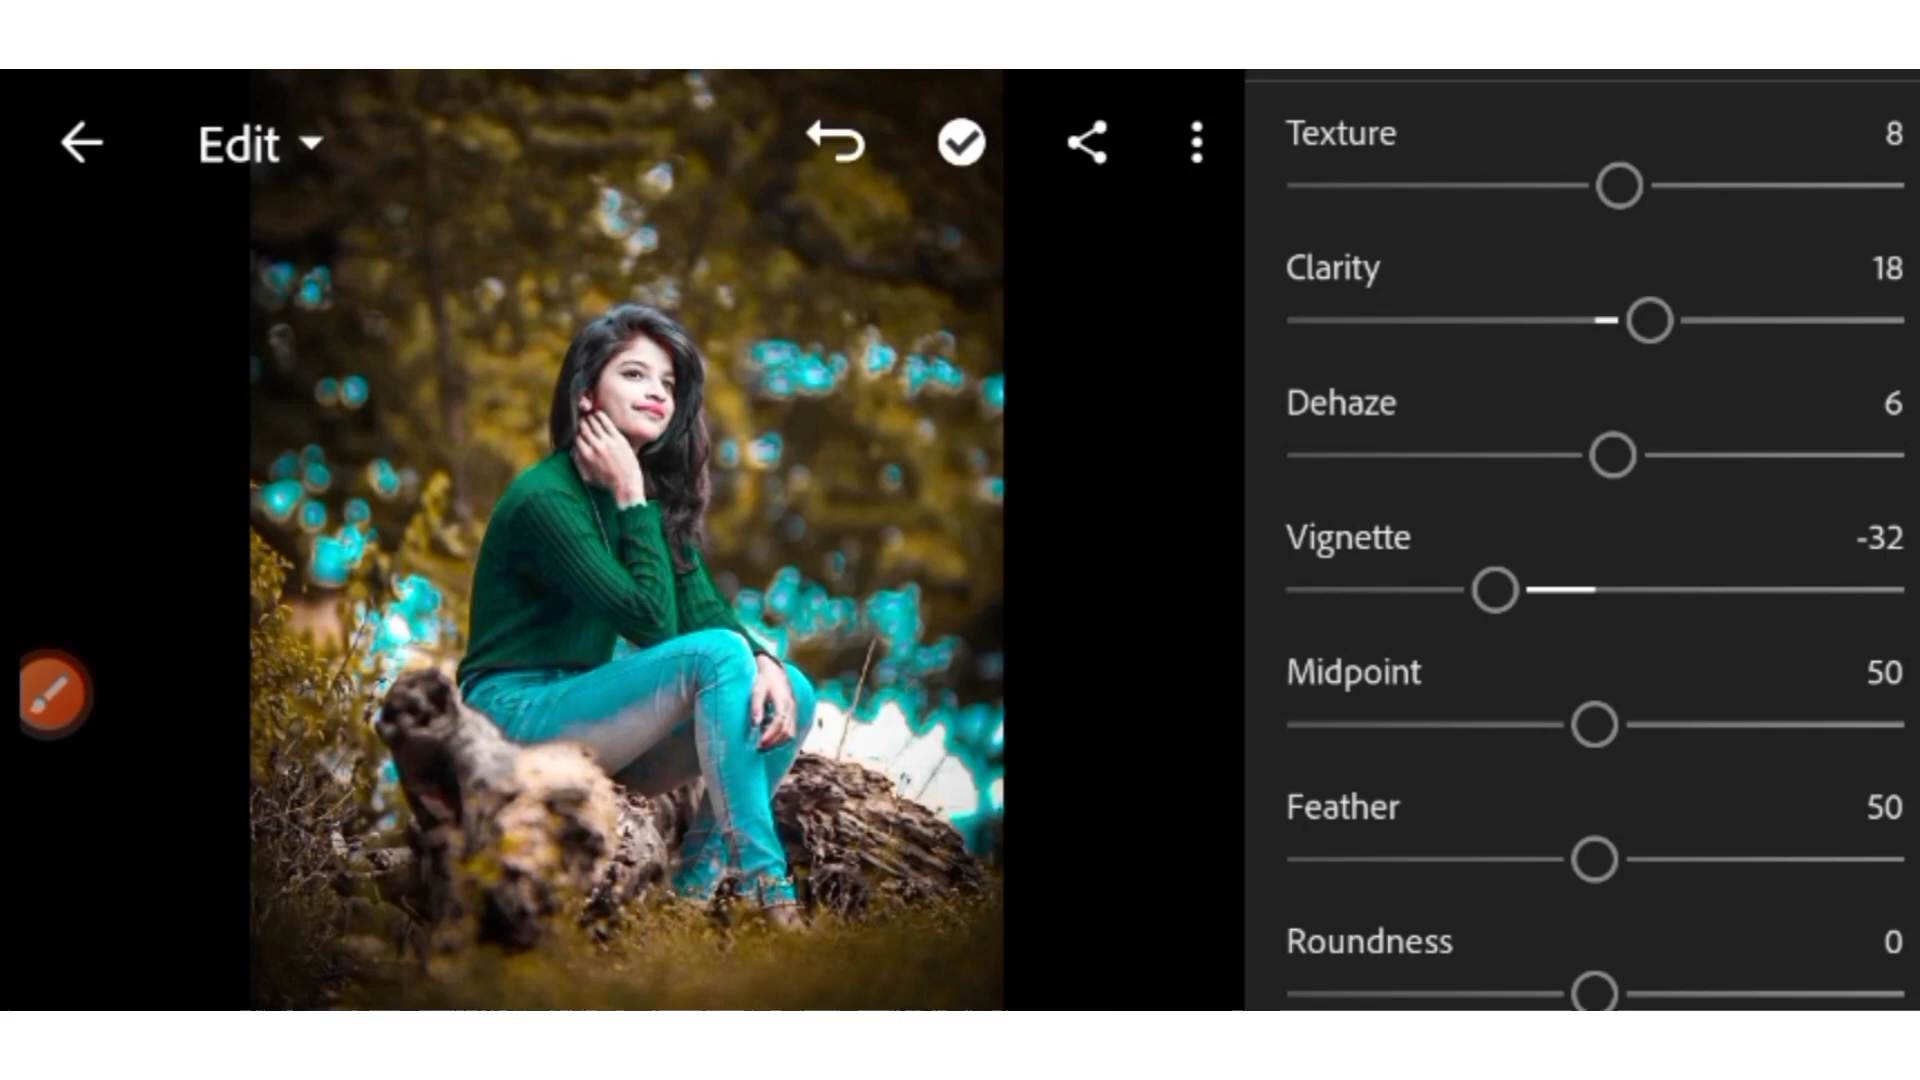 Edit
Texture 8
Clarity 18
Dehaze 6
Vignette -32
Midpoint 50
Feather 50
Roundness 0